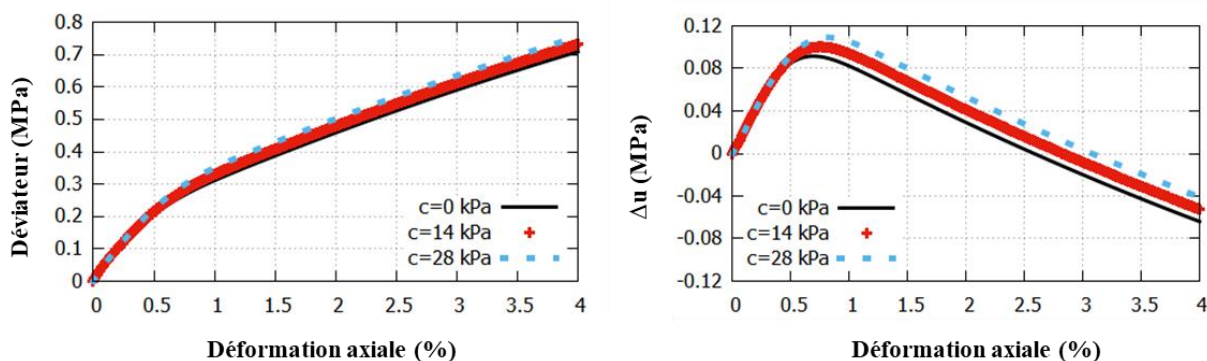 Déviateur (MPa)
0.8
0.7
0.6
0.5
0.4
0.3
0.2
0.1
0
c=0 kPa
c=14 kPa
c=28 kPa
0 0.5 1 1.5 2 2.5 3 3.5 4
Déformation axiale (%)
Δu (MPa)
0.12
0.08
0.04
0
-0.04
-0.08
-0.12
c=0 kPa
c=14 kPa
c=28 kPa
0 0.5 1 1.5 2 2.5 3 3.5 4
Déformation axiale (%)